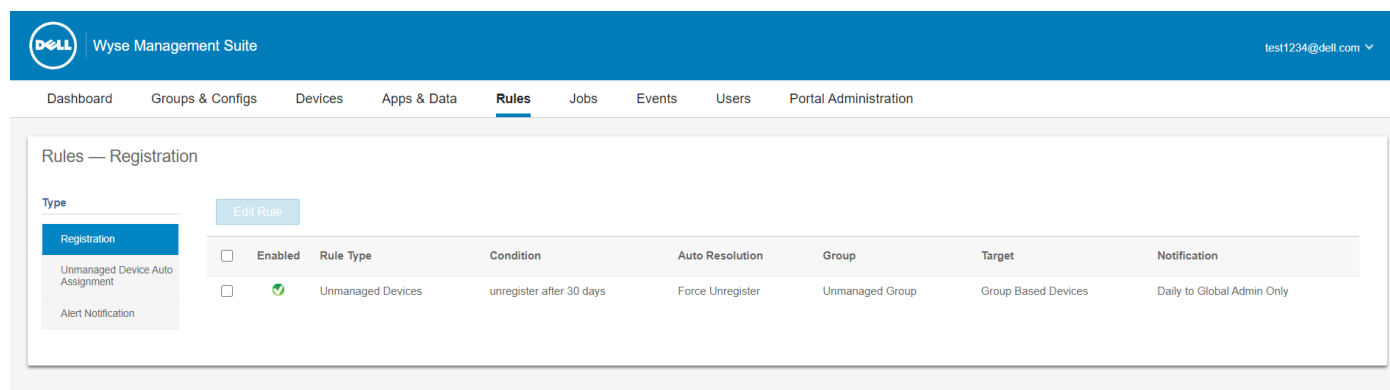 DELL Wyse Management Suite test1234@dell.com
Dashboard Groups & Configs Devices Apps & Data Rules Jobs Events Users Portal Administration
Rules — Registration
Type
Edit Rule
Registration
Unmanaged Device Auto
Assignment
Alert Notification
Enabled Rule Type Condition Auto Resolution Group Target Notification
Unmanaged Devices unregister after 30 days Force Unregister Unmanaged Group Group Based Devices Daily to Global Admin Only